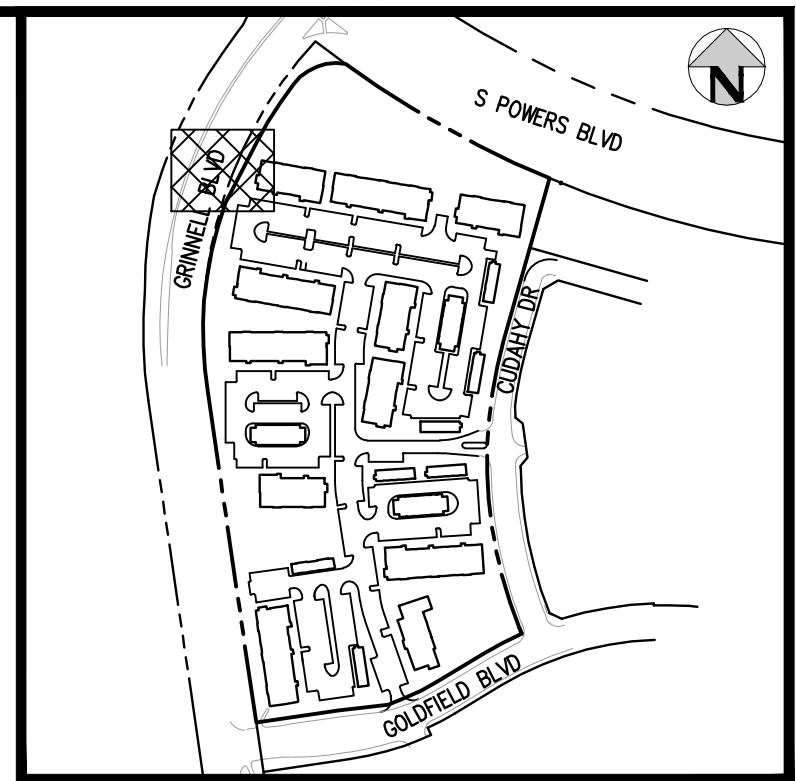 N
S POWERS BLVD
GRINNELL BLVD
CUDAHY DR
GOLDFIELD BLVD